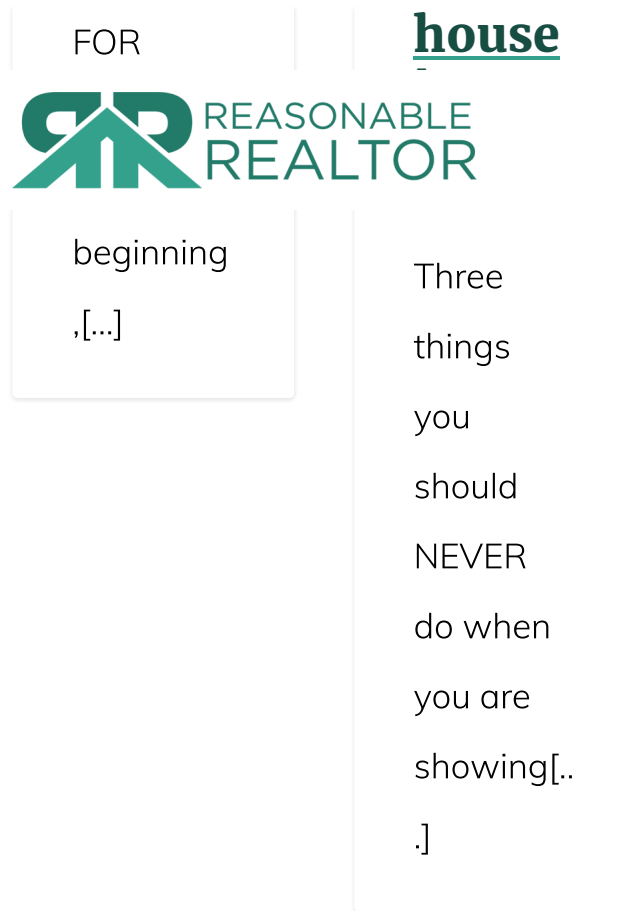 FOR
house
REASONABLE
REALTOR
beginning
,[...]
Three
things
you
should
NEVER
do when
you are
showing[..
.]